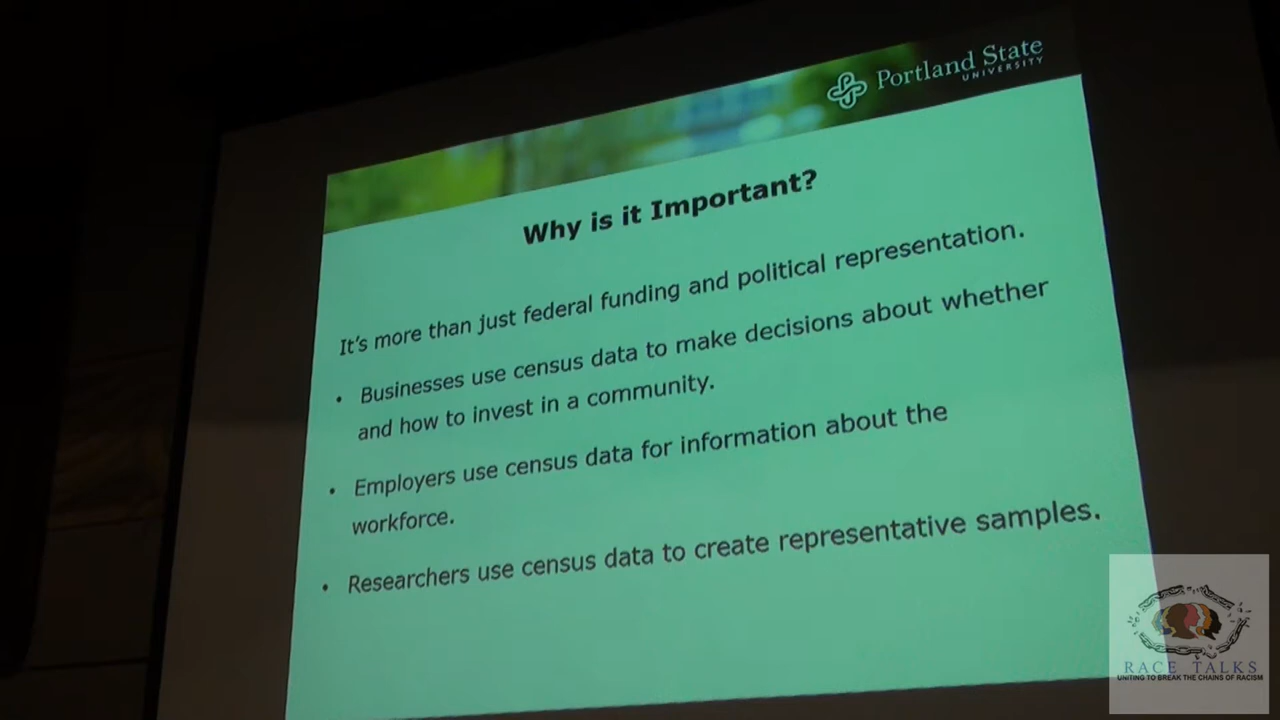 Portland State
UNIVERSITY
Why is it Important?
It's more than just federal funding and political representation.
• Businesses use census data to make decisions about whether
and how to invest in a community.
• Employers use census data for information about the
workforce.
• Researchers use census data to create representative samples.
RACE TALKS
UNITING TO BREAK THE CHAINS OF RACISM